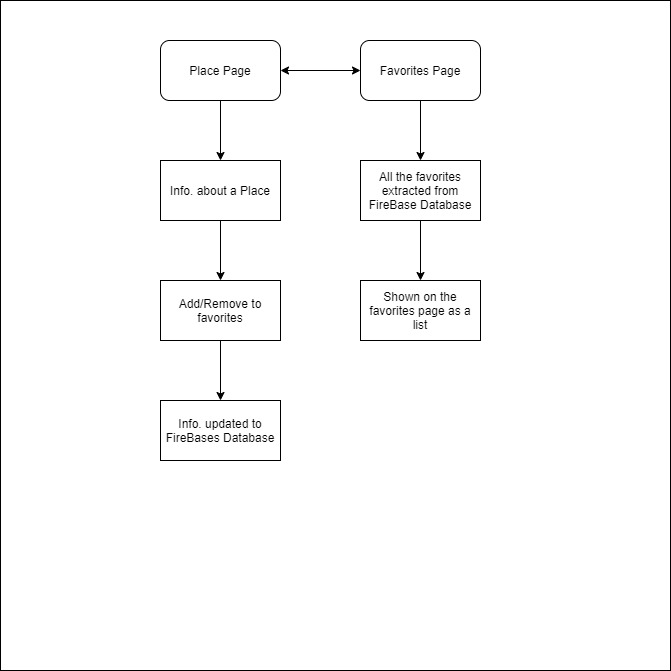 Place Page
Favorites Page
Info. about a Place
All the favorites
extracted from
FireBase Database
Add/Remove to
favorites
Shown on the
favorites page as a
list
Info. updated to
FireBases Database